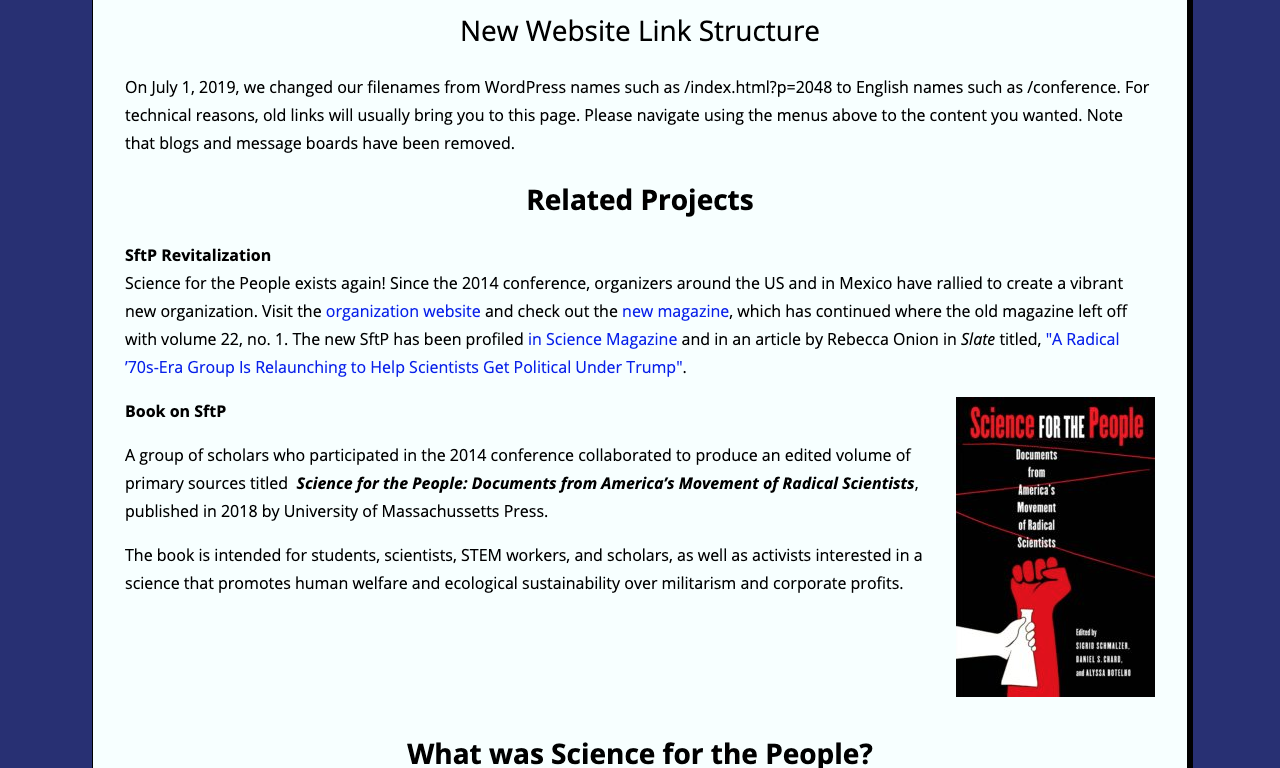 New Website Link Structure
On July 1, 2019, we changed our filenames from WordPress names such as /index.html?p=2048 to English names such as /conference. For
technical reasons, old links will usually bring you to this page. Please navigate using the menus above to the content you wanted. Note
that blogs and message boards have been removed.
Related Projects
SftP Revitalization
Science for the People exists again! Since the 2014 conference, organizers around the US and in Mexico have rallied to create a vibrant
new organization. Visit the organization website and check out the new magazine, which has continued where the old magazine left off
with volume 22, no. 1. The new SftP has been profiled in Science Magazine and in an article by Rebecca Onion in Slate titled, "A Radical
’70s-Era Group Is Relaunching to Help Scientists Get Political Under Trump".
Book on SftP
A group of scholars who participated in the 2014 conference collaborated to produce an edited volume of
primary sources titled  Science for the People: Documents from America’s Movement of Radical Scientists,
published in 2018 by University of Massachussetts Press.
The book is intended for students, scientists, STEM workers, and scholars, as well as activists interested in a
science that promotes human welfare and ecological sustainability over militarism and corporate profits.
Science FOR THE People
Documents
from
America's
Movement
of Radical
Scientists
Edited by
SIGRID SCHMALZER,
DANIEL S. CHARD,
and ALYSSA BOTELHO
What was Science for the People?